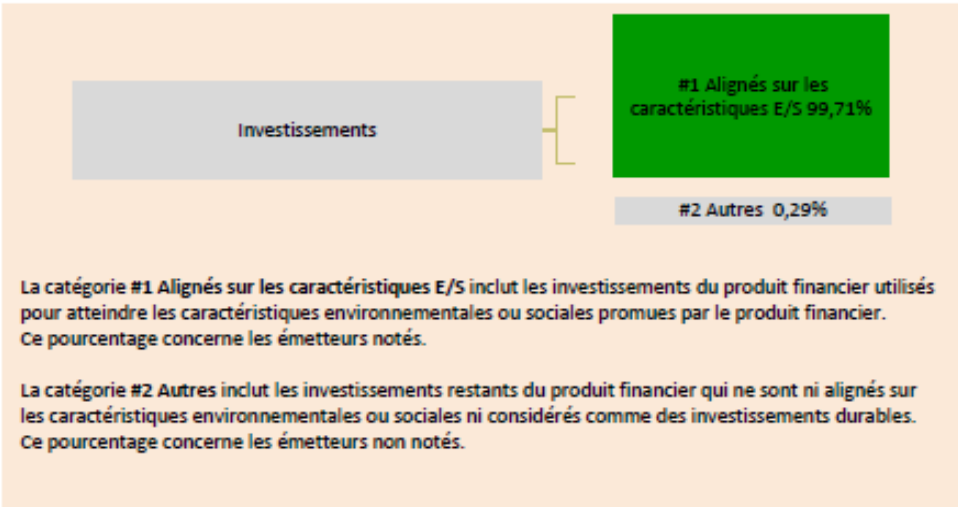 #1 Alignés sur les
caractéristiques E/S 99,71%
Investissements
#2 Autres 0,29%
La catégorie #1 Alignés sur les caractéristiques E/S inclut les investissements du produit financier utilisés
pour atteindre les caractéristiques environnementales ou sociales promues par le produit financier.
Ce pourcentage concerne les émetteurs notés.
La catégorie #2 Autres inclut les investissements restants du produit financier qui ne sont ni alignés sur
les caractéristiques environnementales ou sociales ni considérés comme des investissements durables.
Ce pourcentage concerne les émetteurs non notés.